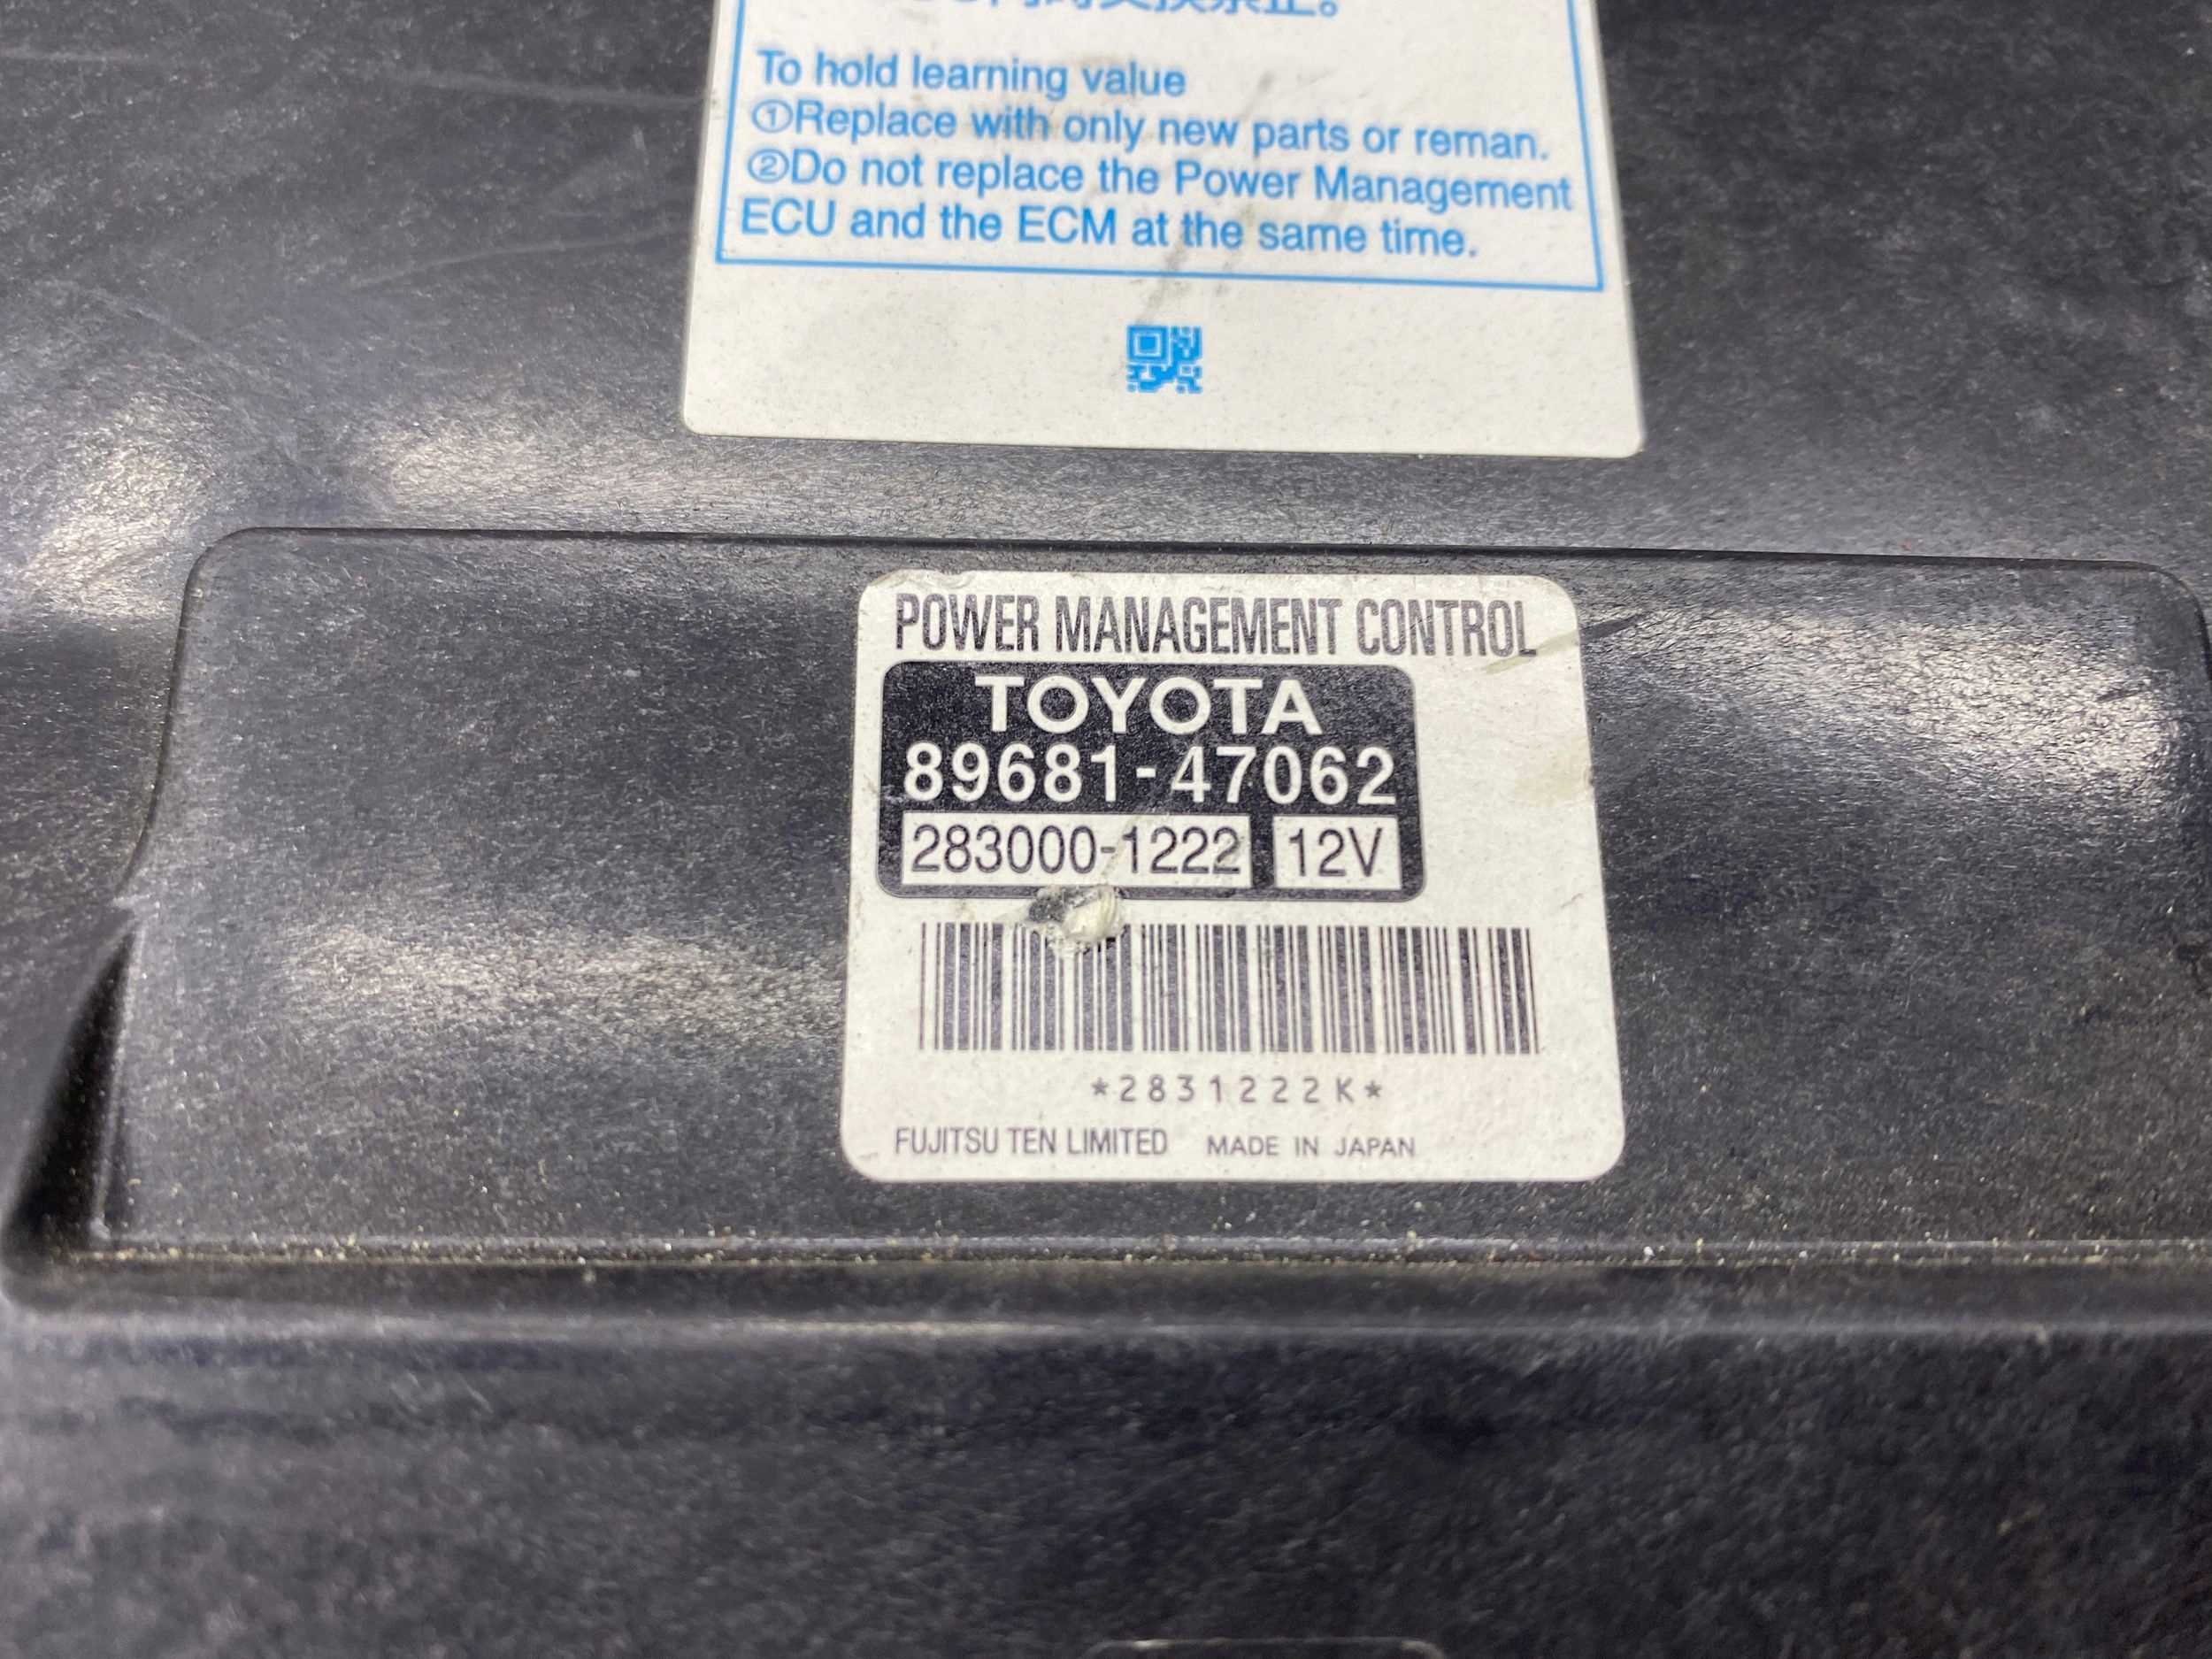 To hold learning value
①Replace with only new parts or reman.
②Do not replace the Power Management
ECU and the ECM at the same time.
POWER MANAGEMENT CONTROL
TOYOTA
89681-47062
283000-1222 12V
*2831222K*
FUJITSU TEN LIMITED MADE IN JAPAN